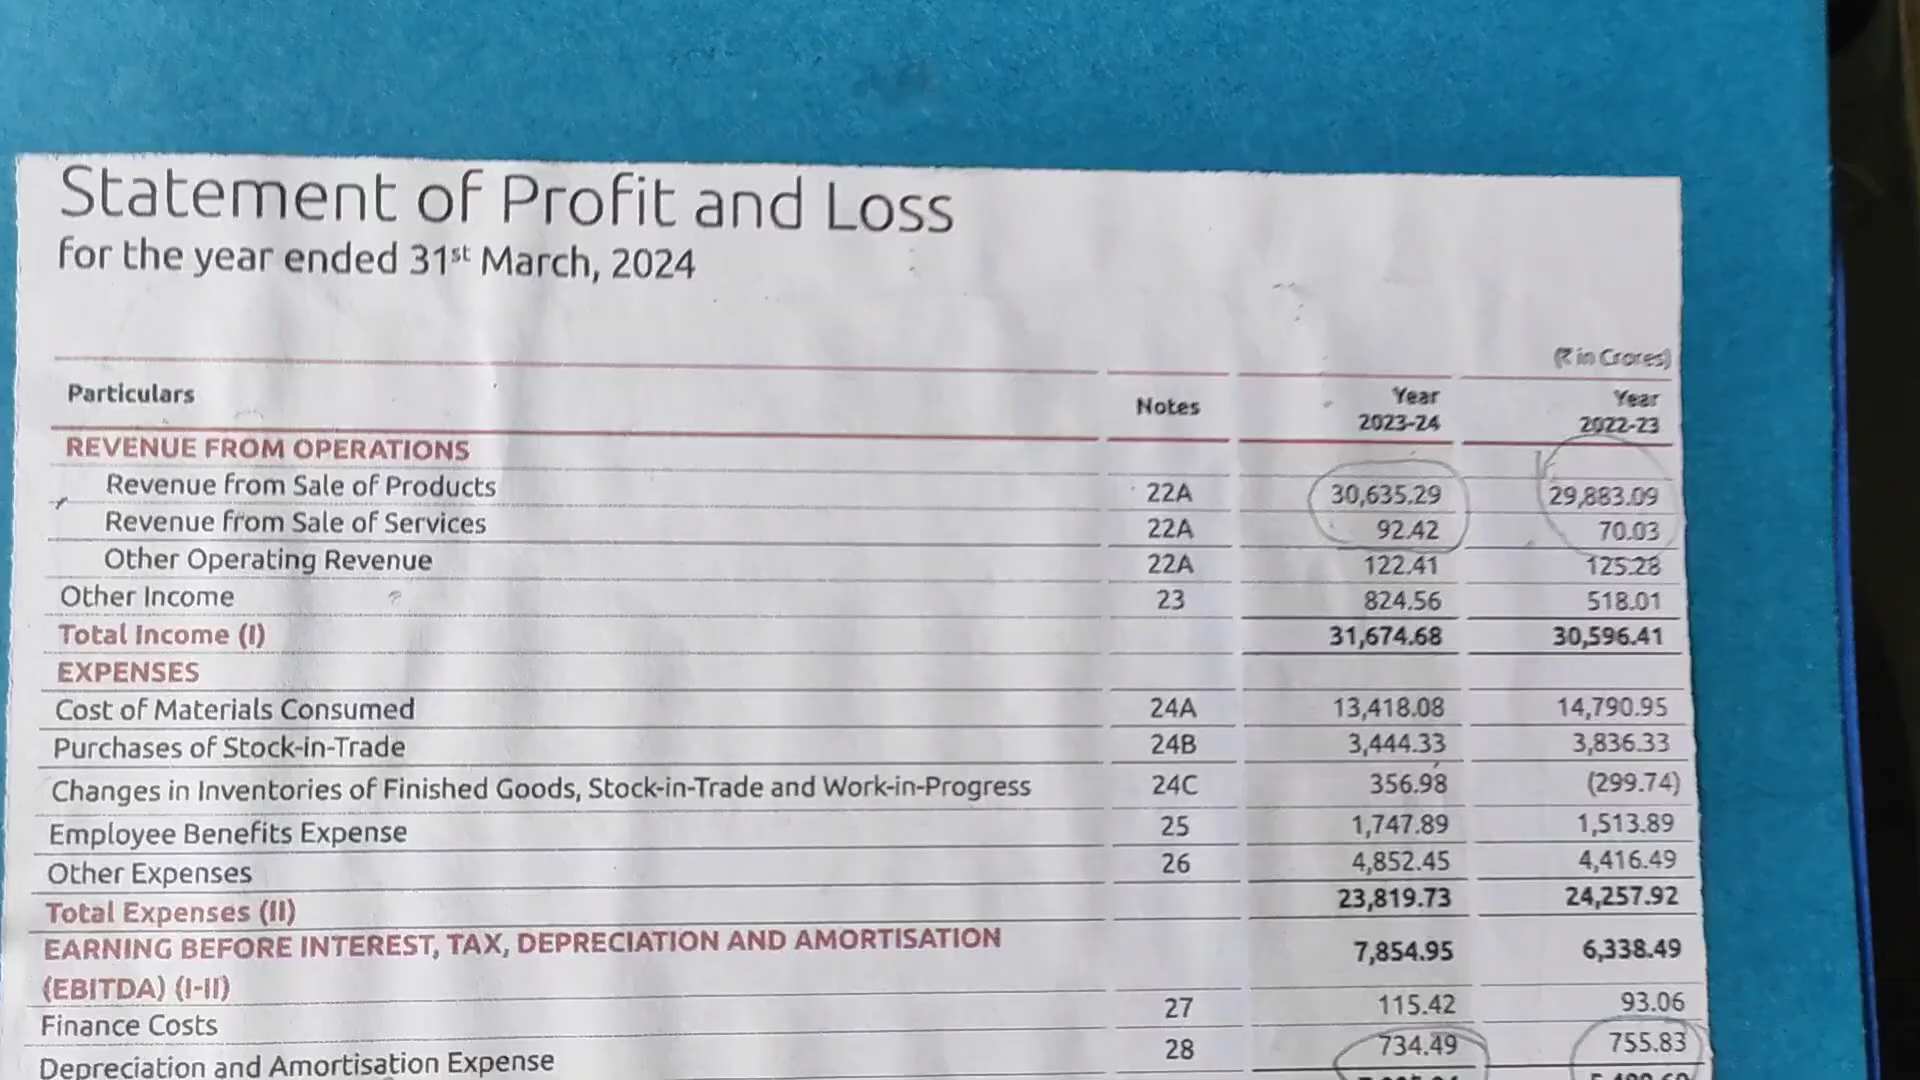 Statement of Profit and Loss
for the year ended 31st March, 2024
(₹ in Crores)
Particulars Notes Year 2023-24 Year 2022-23
REVENUE FROM OPERATIONS
Revenue from Sale of Products 22A 30,635.29 29,883.09
Revenue from Sale of Services 22A 92.42 70.03
Other Operating Revenue 22A 122.41 125.28
Other Income 23 824.56 518.01
Total Income (I) 31,674.68 30,596.41
EXPENSES
Cost of Materials Consumed 24A 13,418.08 14,790.95
Purchases of Stock-in-Trade 24B 3,444.33 3,836.33
Changes in Inventories of Finished Goods, Stock-in-Trade and Work-in-Progress 24C 356.98 (299.74)
Employee Benefits Expense 25 1,747.89 1,513.89
Other Expenses 26 4,852.45 4,416.49
Total Expenses (II) 23,819.73 24,257.92
EARNING BEFORE INTEREST, TAX, DEPRECIATION AND AMORTISATION
(EBITDA) (I-II) 7,854.95 6,338.49
Finance Costs 27 115.42 93.06
Depreciation and Amortisation Expense 28 734.49 755.83